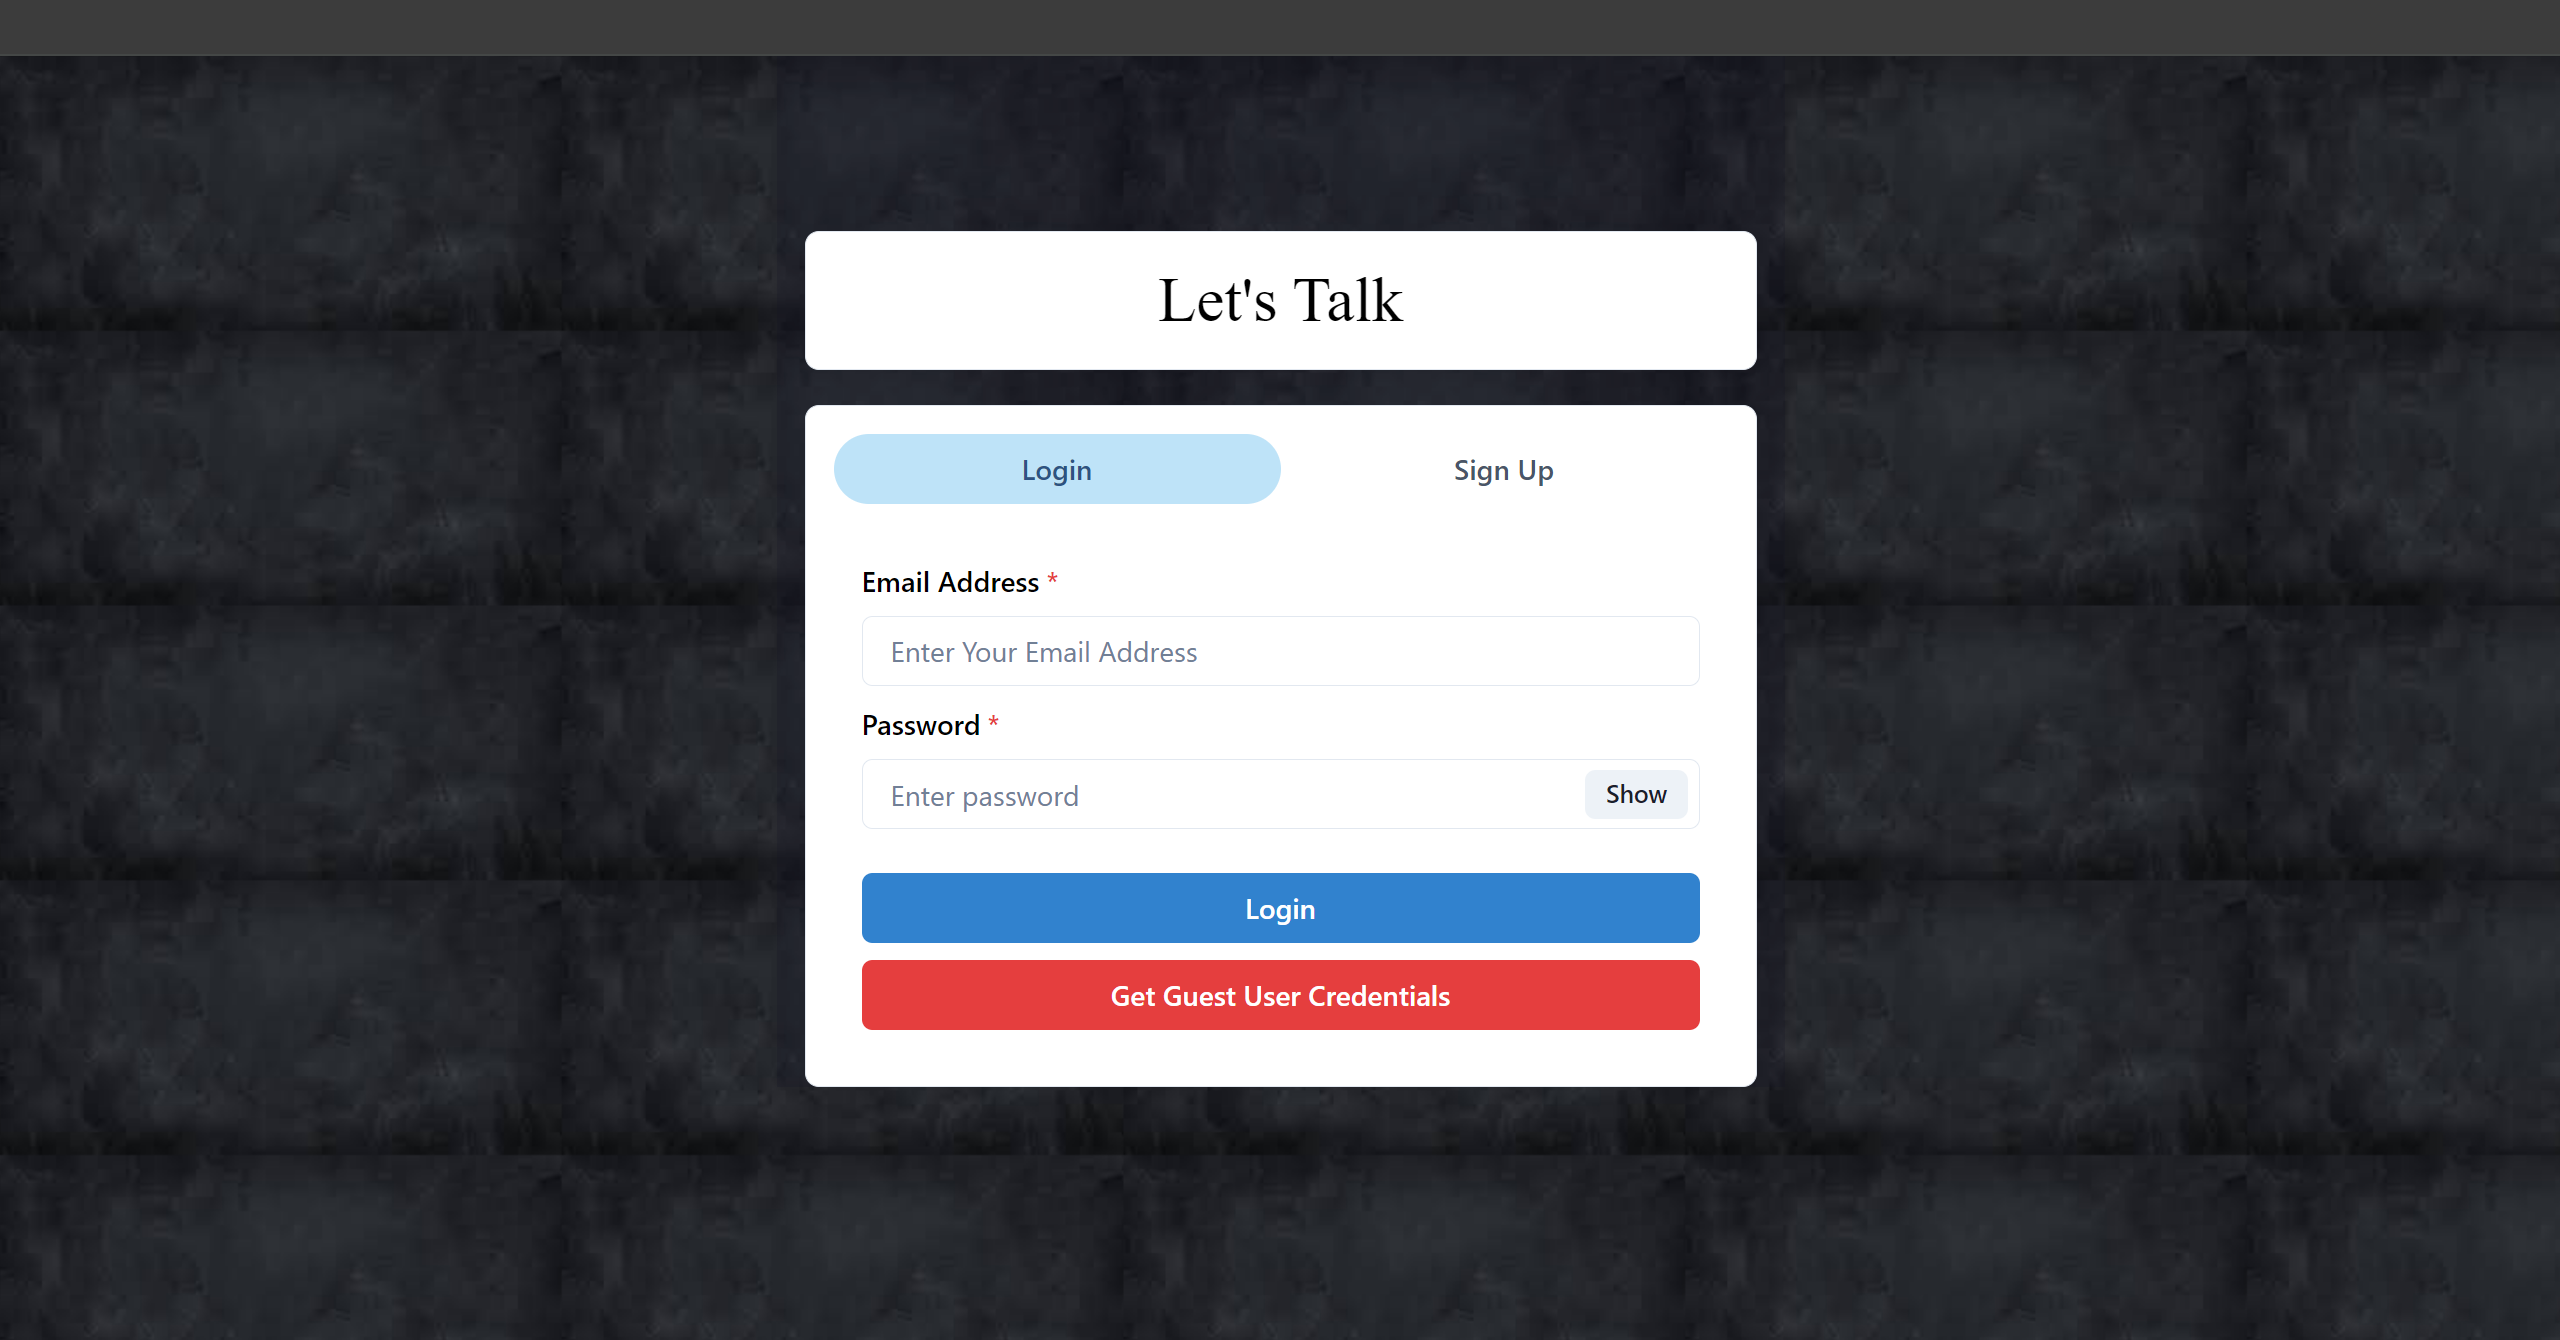 Let's Talk
Login
Sign Up
Email Address *
Enter Your Email Address
Password *
Enter password
Show
Login
Get Guest User Credentials